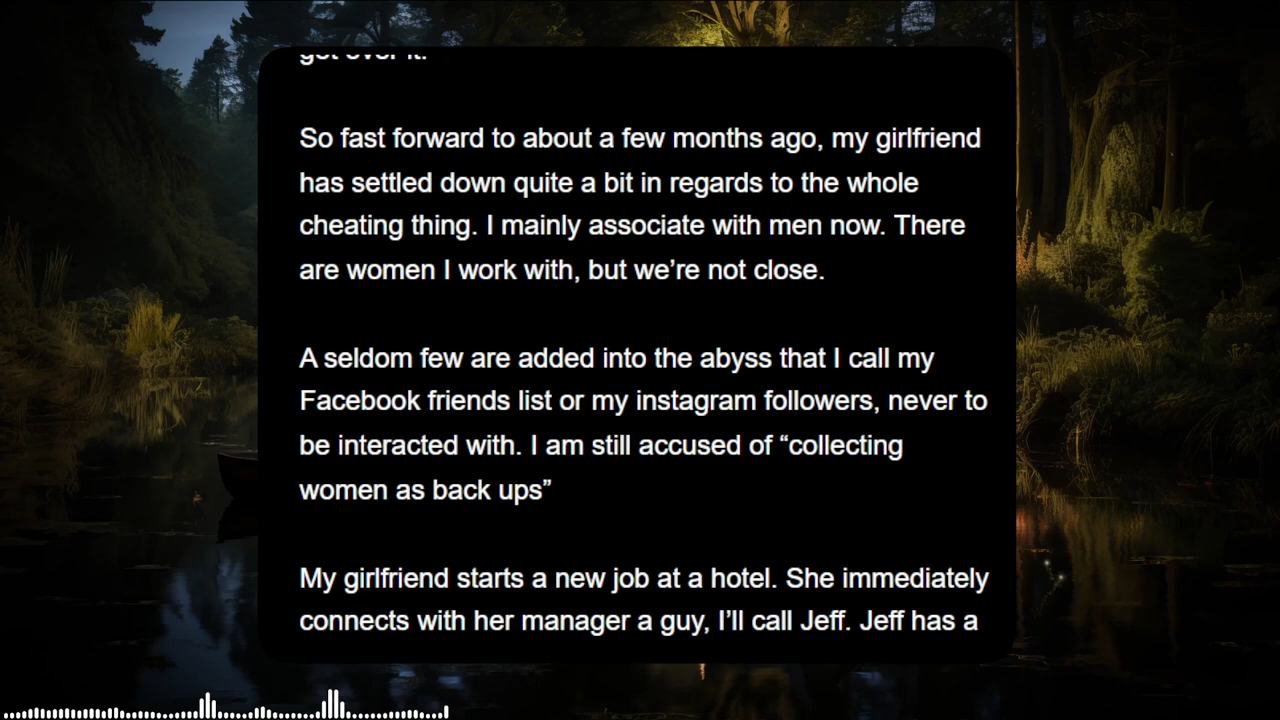 got over it.
So fast forward to about a few months ago, my girlfriend
has settled down quite a bit in regards to the whole
cheating thing. I mainly associate with men now. There
are women I work with, but we’re not close.
A seldom few are added into the abyss that I call my
Facebook friends list or my instagram followers, never to
be interacted with. I am still accused of “collecting
women as back ups”
My girlfriend starts a new job at a hotel. She immediately
connects with her manager a guy, I’ll call Jeff. Jeff has a